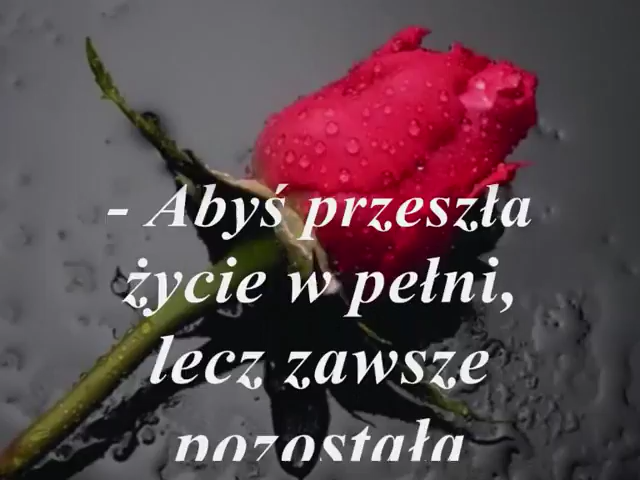 - Abyś przeszła
życie w pełni,
lecz zawsze
pozostała